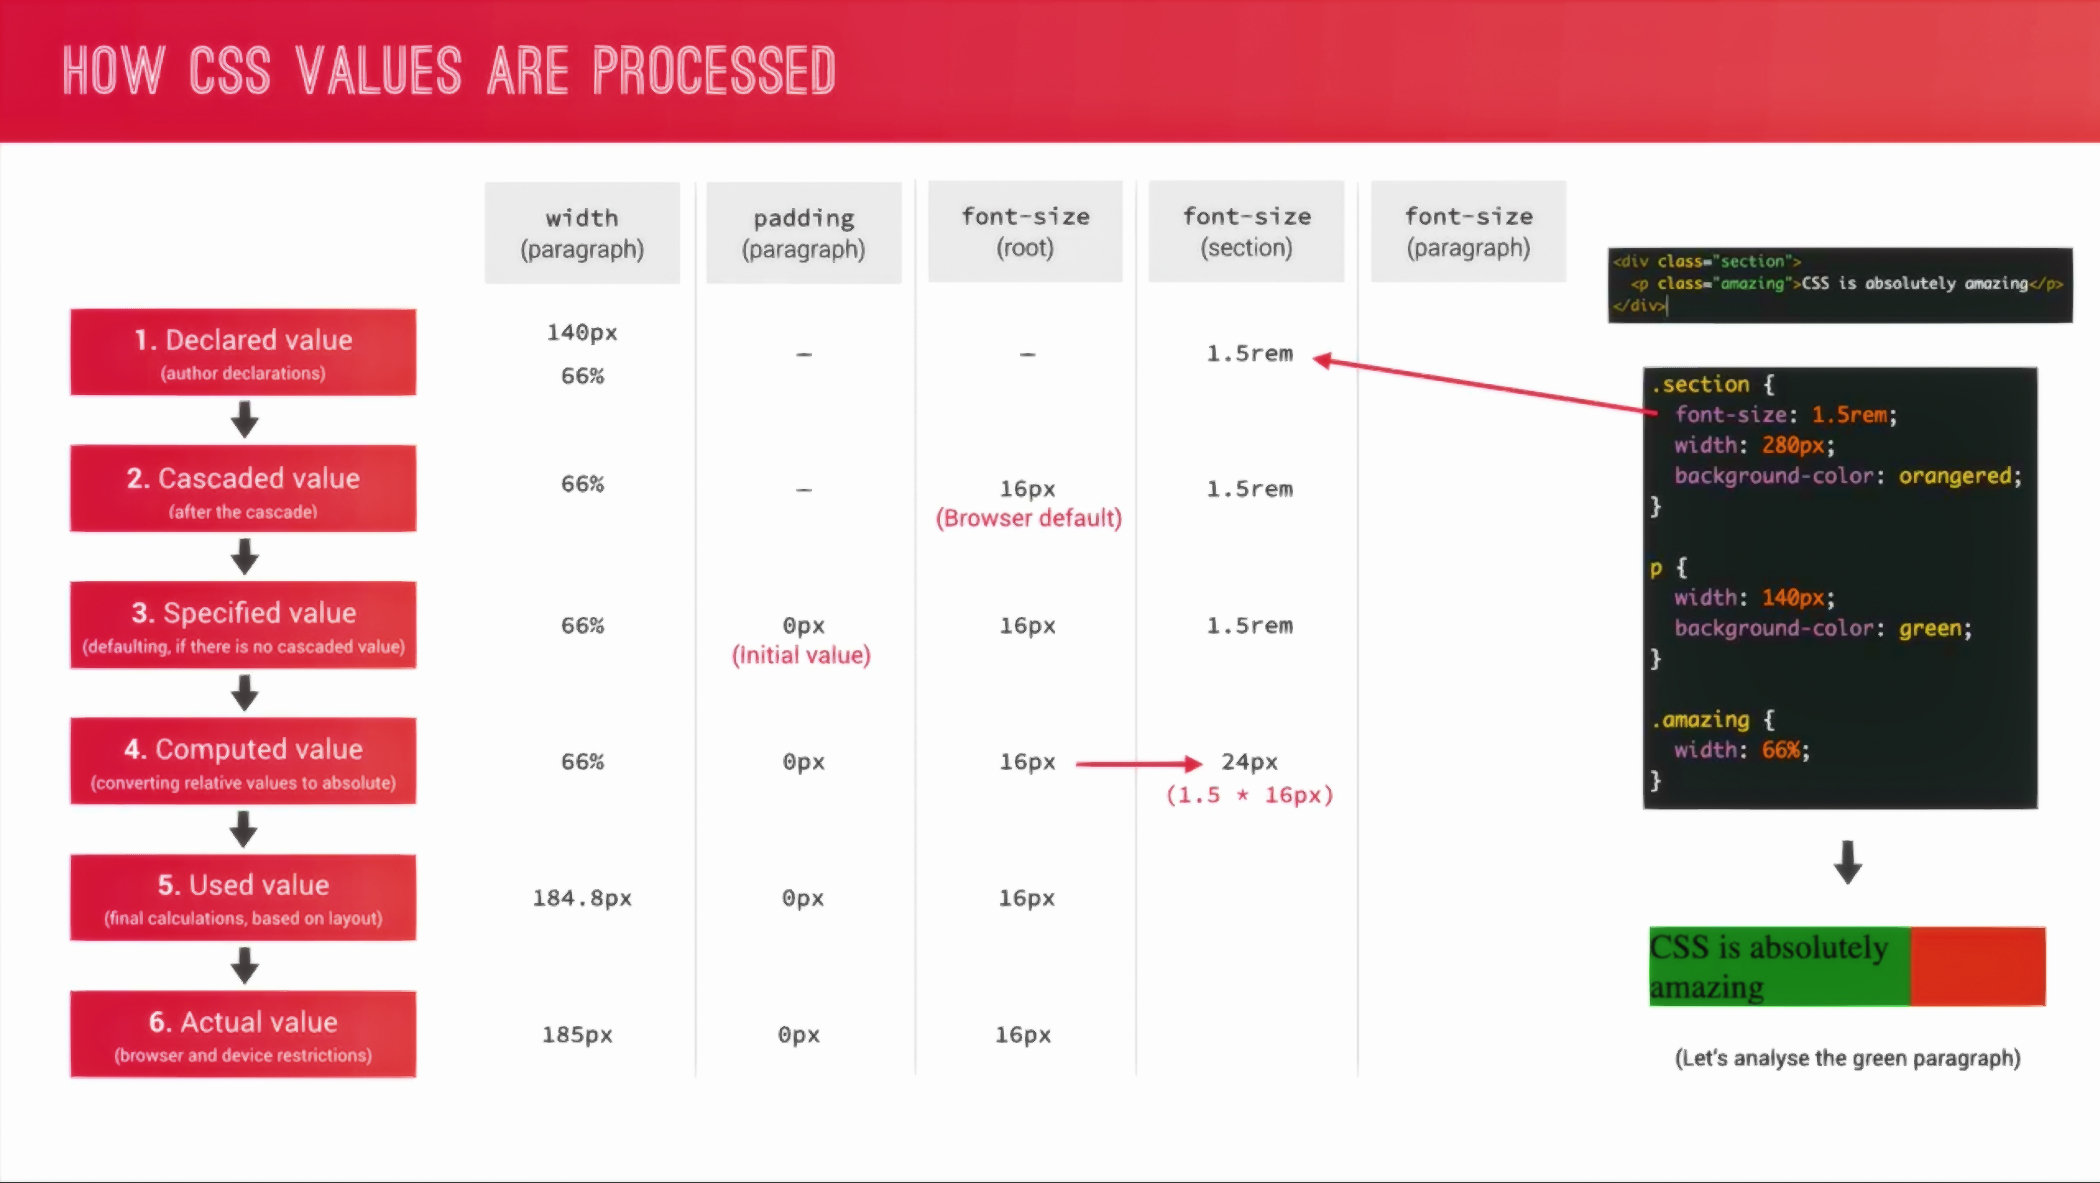 HOW CSS VALUES ARE PROCESSED
width
(paragraph)
padding
(paragraph)
font-size
(root)
font-size
(section)
font-size
(paragraph)
1. Declared value
(author declarations)
140px
66%
–
–
1.5rem
2. Cascaded value
(after the cascade)
66%
–
16px
(Browser default)
1.5rem
3. Specified value
(defaulting, if there is no cascaded value)
66%
0px
(Initial value)
16px
1.5rem
4. Computed value
(converting relative values to absolute)
66%
0px
16px
24px
(1.5 * 16px)
5. Used value
(final calculations, based on layout)
184.8px
0px
16px
6. Actual value
(browser and device restrictions)
185px
0px
16px
<div class="section">
<p class="amazing">CSS is absolutely amazing</p>
</div>
.section {
font-size: 1.5rem;
width: 280px;
background-color: orangered;
}
p {
width: 140px;
background-color: green;
}
.amazing {
width: 66%;
}
CSS is absolutely
amazing
(Let's analyse the green paragraph)